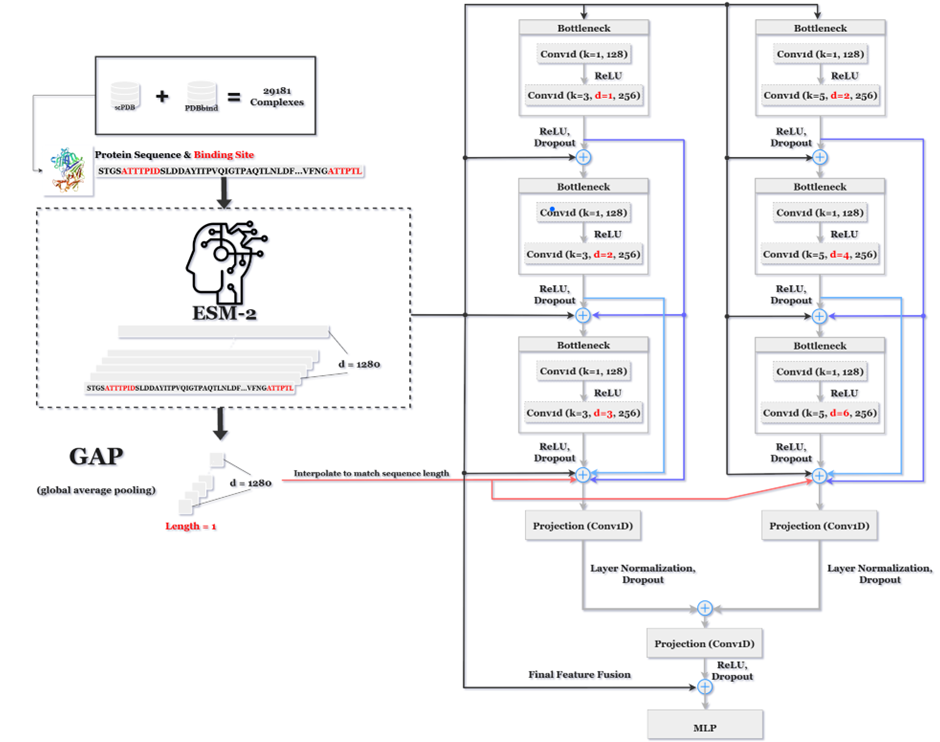 scPDB
+
PDBbind
=
29181
Complexes
Protein Sequence & Binding Site
STGSATTTPIDSLDDAYITPVQIGTPAQTLNLDF...VFNGATTPTL
ESM-2
d = 1280
STGSATTTPIDSLDDAYITPVQIGTPAQTLNLDF...VFNGATTPTL
GAP
(global average pooling)
d = 1280
Length = 1
Interpolate to match sequence length
Bottleneck
Conv1d (k=1, 128)
ReLU
Conv1d (k=3, d=1, 256)
ReLU,
Dropout
Bottleneck
Conv1d (k=1, 128)
ReLU
Conv1d (k=3, d=2, 256)
ReLU,
Dropout
Bottleneck
Conv1d (k=1, 128)
ReLU
Conv1d (k=3, d=3, 256)
ReLU,
Dropout
Projection (Conv1D)
Layer Normalization,
Dropout
Bottleneck
Conv1d (k=1, 128)
ReLU
Conv1d (k=5, d=2, 256)
ReLU,
Dropout
Bottleneck
Conv1d (k=1, 128)
ReLU
Conv1d (k=5, d=4, 256)
ReLU,
Dropout
Bottleneck
Conv1d (k=1, 128)
ReLU
Conv1d (k=5, d=6, 256)
ReLU,
Dropout
Projection (Conv1D)
Layer Normalization,
Dropout
Projection (Conv1D)
ReLU,
Dropout
Final Feature Fusion
MLP